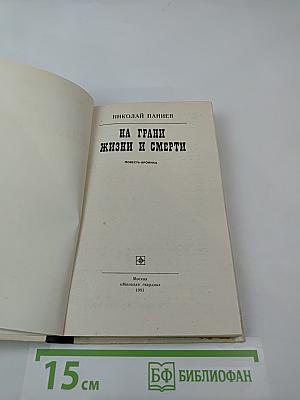 НИКОЛАЙ ПАНИЕВ
НА ГРАНИ
ЖИЗНИ И СМЕРТИ
ПОВЕСТЬ-ХРОНИКА
Москва
«Молодая гвардия»
1981
15 см
БФ БИБЛИОФАН